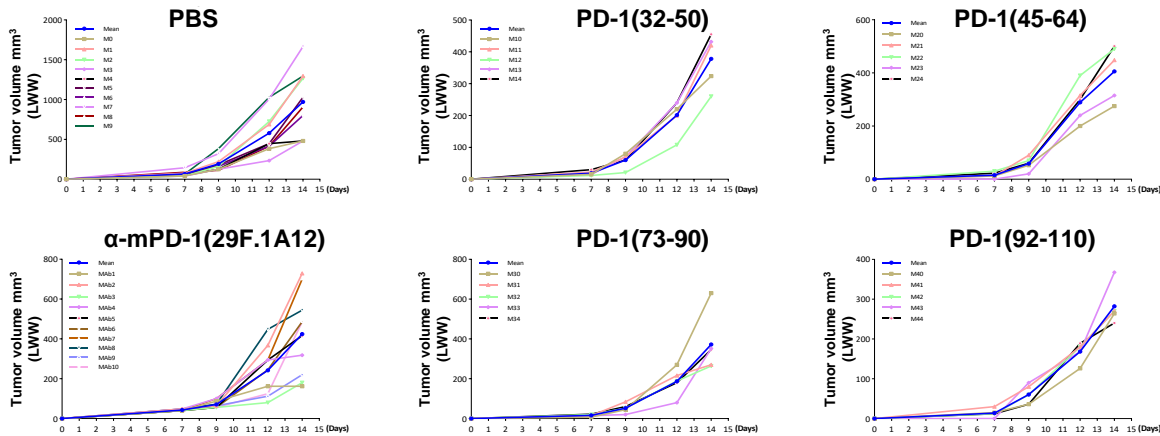 PBS
Tumor volume mm3
(LWW)
2000
1500
1000
500
0
Mean
M0
M1
M2
M3
M4
M5
M6
M7
M8
M9
0 1 2 3 4 5 6 7 8 9 10 11 12 13 14 15 (Days)
PD-1(32-50)
Tumor volume mm3
(LWW)
500
400
300
200
100
0
Mean
M10
M11
M12
M13
M14
0 1 2 3 4 5 6 7 8 9 10 11 12 13 14 15 (Days)
PD-1(45-64)
Tumor volume mm3
(LWW)
600
400
200
0
Mean
M20
M21
M22
M23
M24
0 1 2 3 4 5 6 7 8 9 10 11 12 13 14 15 (Days)
α-mPD-1(29F.1A12)
Tumor volume mm3
(LWW)
800
600
400
200
0
Mean
MAb1
MAb2
MAb3
MAb4
MAb5
MAb6
MAb7
MAb8
MAb9
MAb10
0 1 2 3 4 5 6 7 8 9 10 11 12 13 14 15 (Days)
PD-1(73-90)
Tumor volume mm3
(LWW)
800
600
400
200
0
Mean
M30
M31
M32
M33
M34
0 1 2 3 4 5 6 7 8 9 10 11 12 13 14 15 (Days)
PD-1(92-110)
Tumor volume mm3
(LWW)
400
300
200
100
0
Mean
M40
M41
M42
M43
M44
0 1 2 3 4 5 6 7 8 9 10 11 12 13 14 15 (Days)